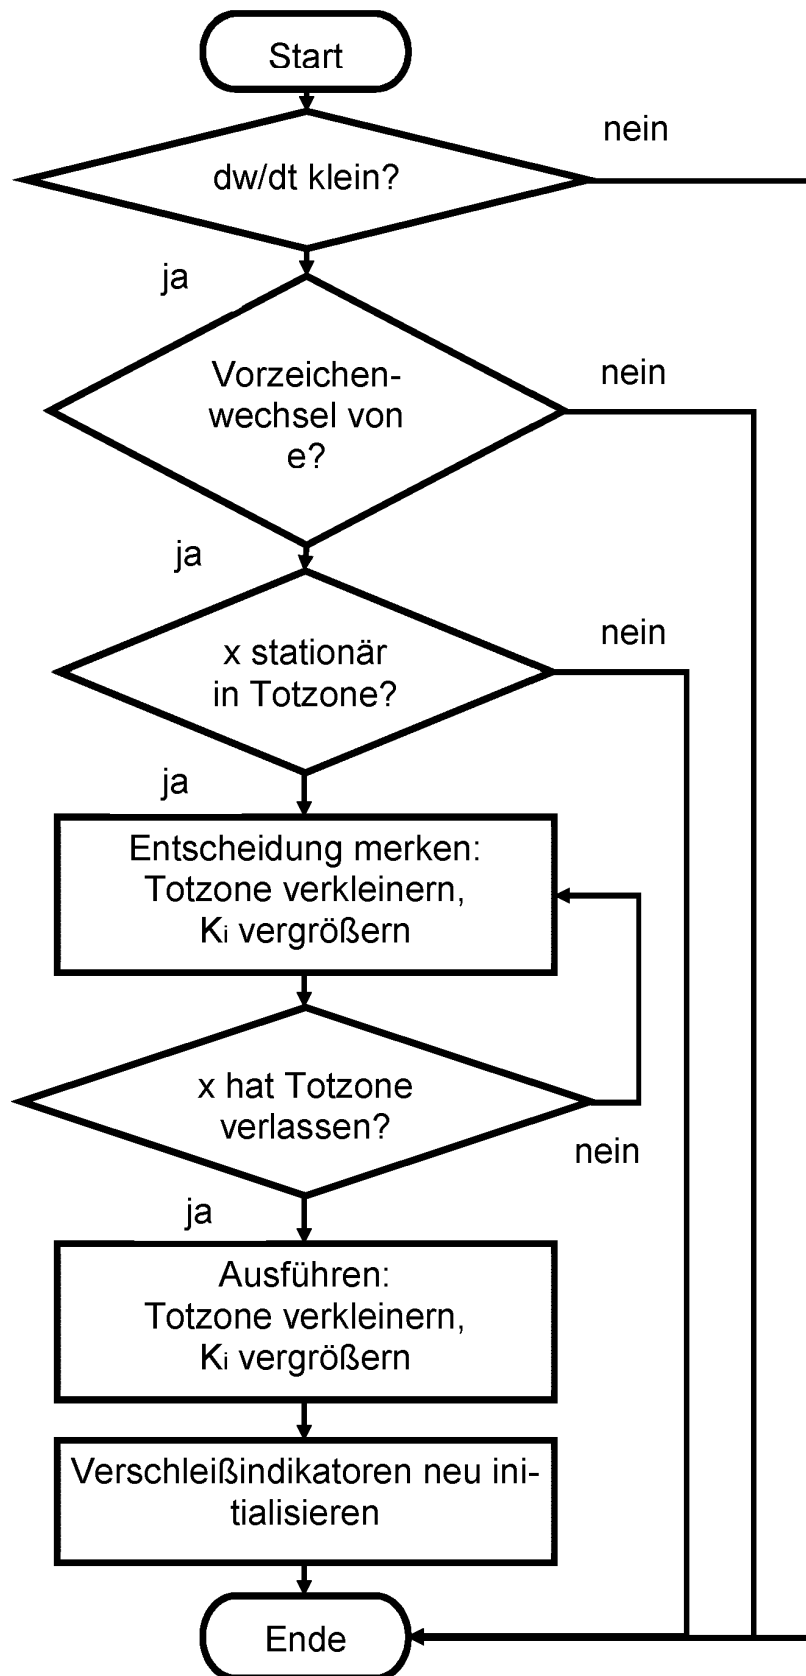 Start
nein
dw/dt klein?
ja
Vorzeichen-
wechsel von
e?
nein
ja
x stationär
in Totzone?
nein
ja
Entscheidung merken:
Totzone verkleinern,
Ki vergrößern
x hat Totzone
verlassen?
nein
ja
Ausführen:
Totzone verkleinern,
Ki vergrößern
Verschleißindikatoren neu ini-
tialisieren
Ende